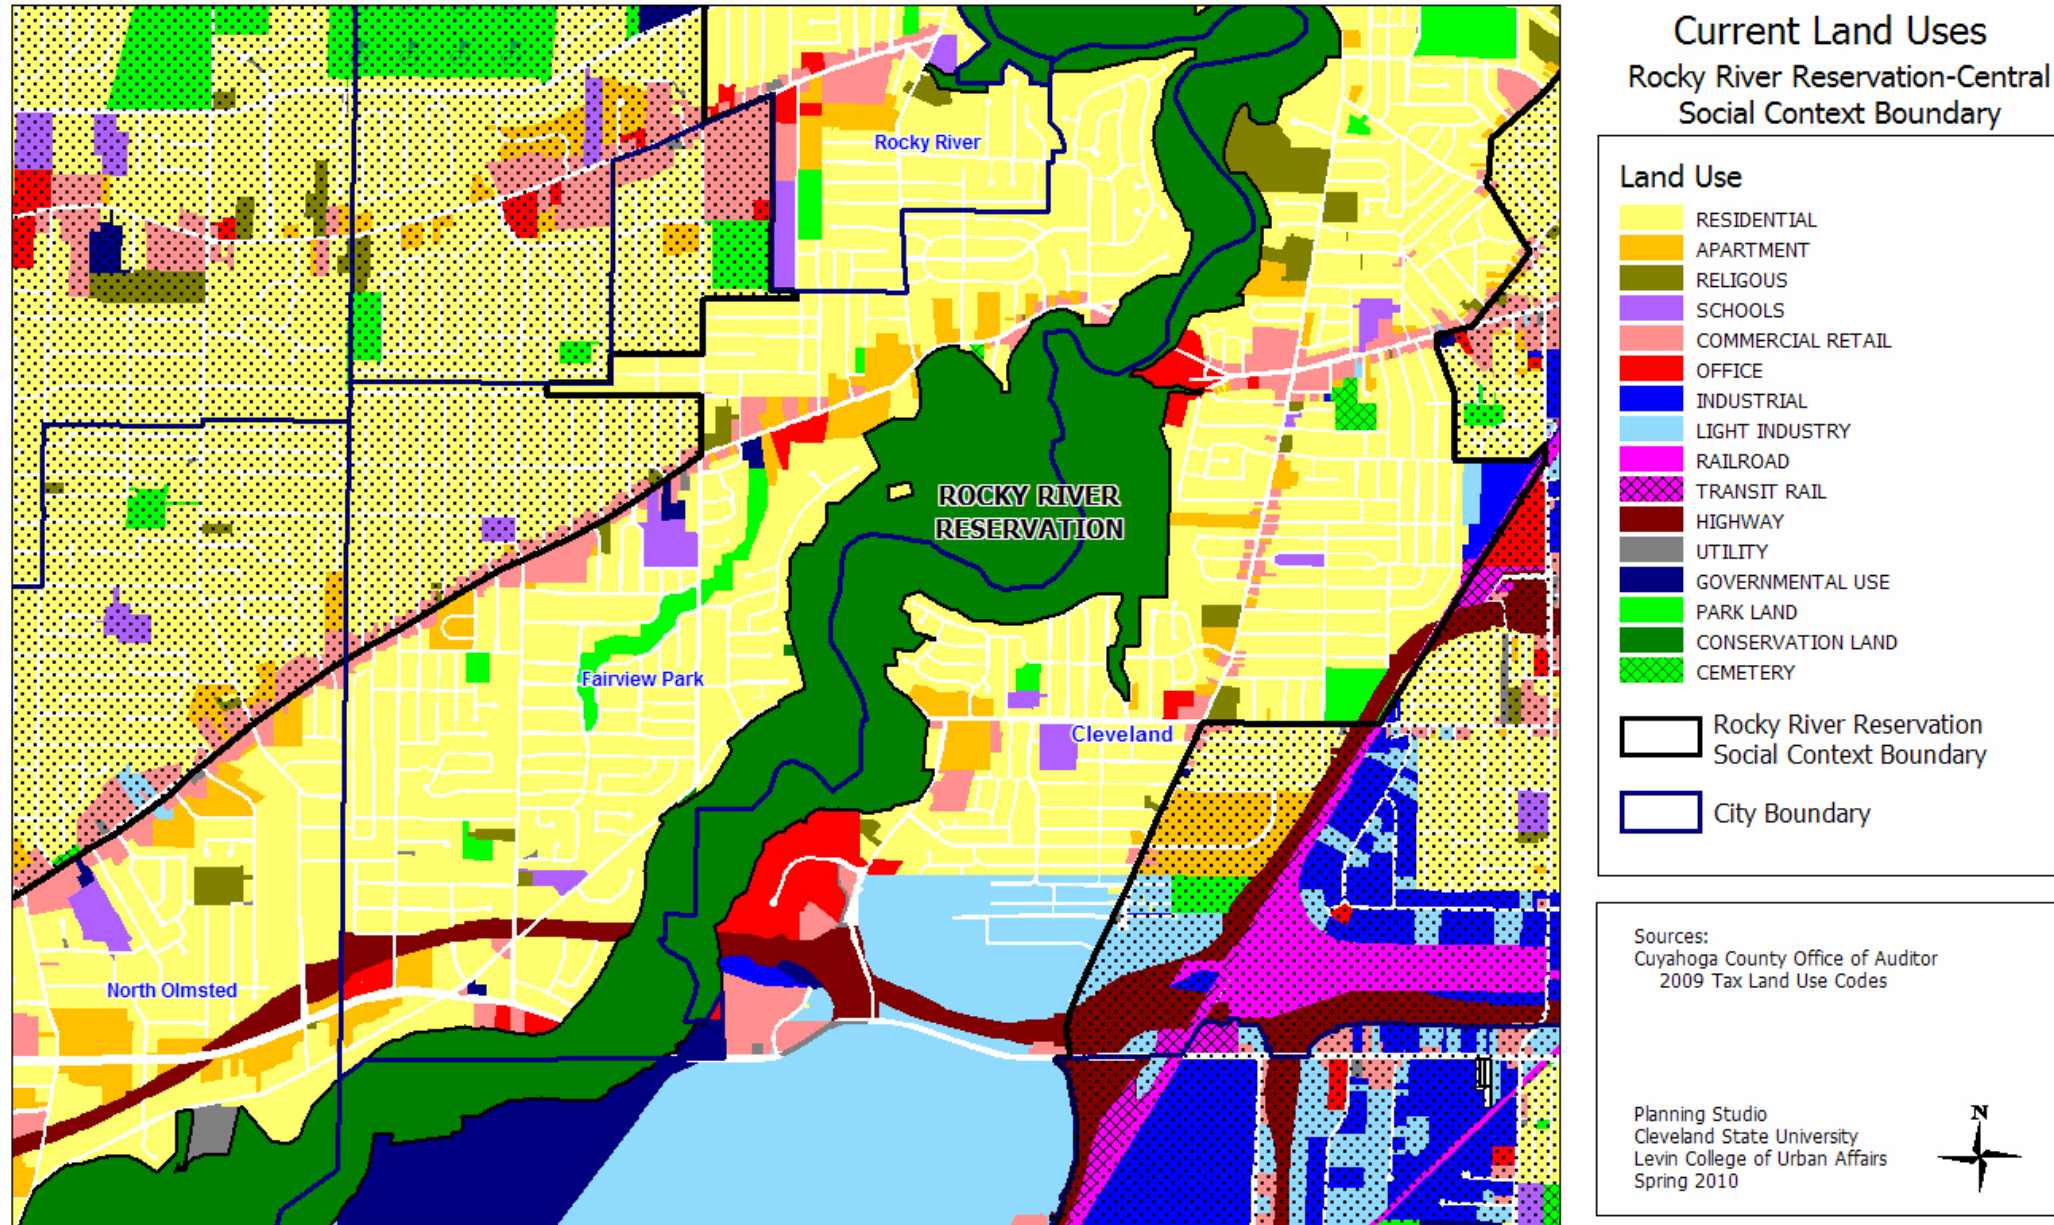 Current Land Uses
Rocky River Reservation-Central
Social Context Boundary
Land Use
RESIDENTIAL
APARTMENT
RELIGOUS
SCHOOLS
COMMERCIAL RETAIL
OFFICE
INDUSTRIAL
LIGHT INDUSTRY
RAILROAD
TRANSIT RAIL
HIGHWAY
UTILITY
GOVERNMENTAL USE
PARK LAND
CONSERVATION LAND
CEMETERY
Rocky River Reservation
Social Context Boundary
City Boundary
Sources:
Cuyahoga County Office of Auditor
2009 Tax Land Use Codes
Planning Studio
Cleveland State University
Levin College of Urban Affairs
Spring 2010
N
Rocky River
ROCKY RIVER
RESERVATION
Fairview Park
Cleveland
North Olmsted